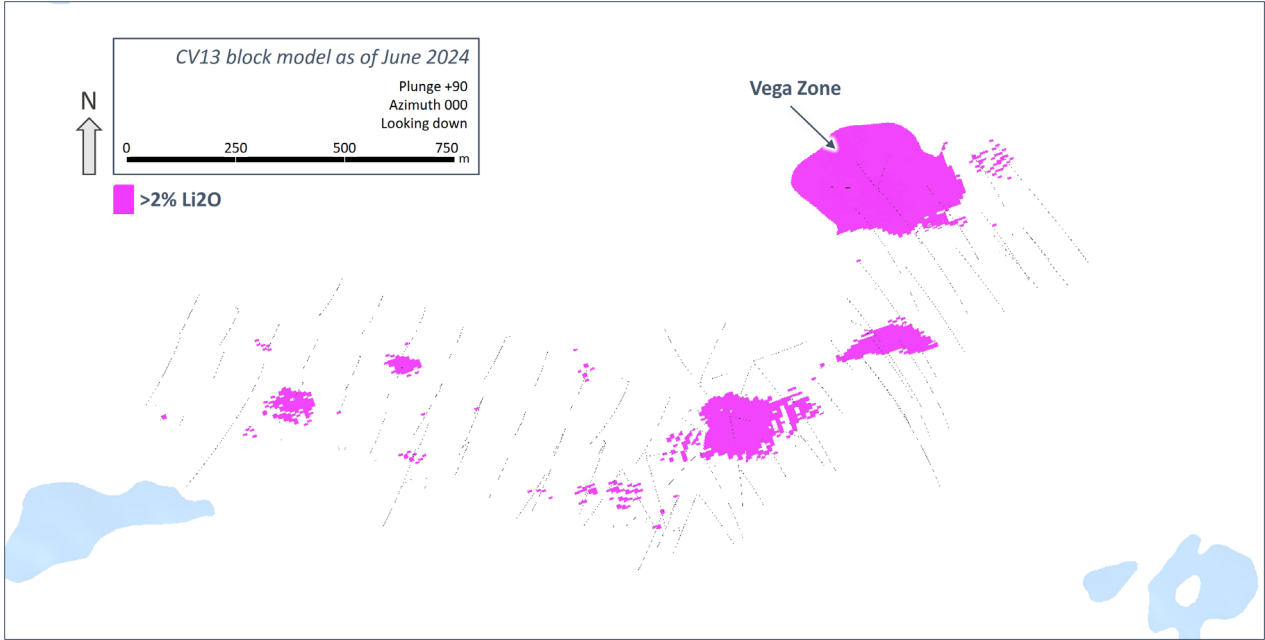 CV13 block model as of June 2024
Plunge +90
Azimuth 000
Looking down
N
0 250 500 750 m
>2% Li2O
Vega Zone